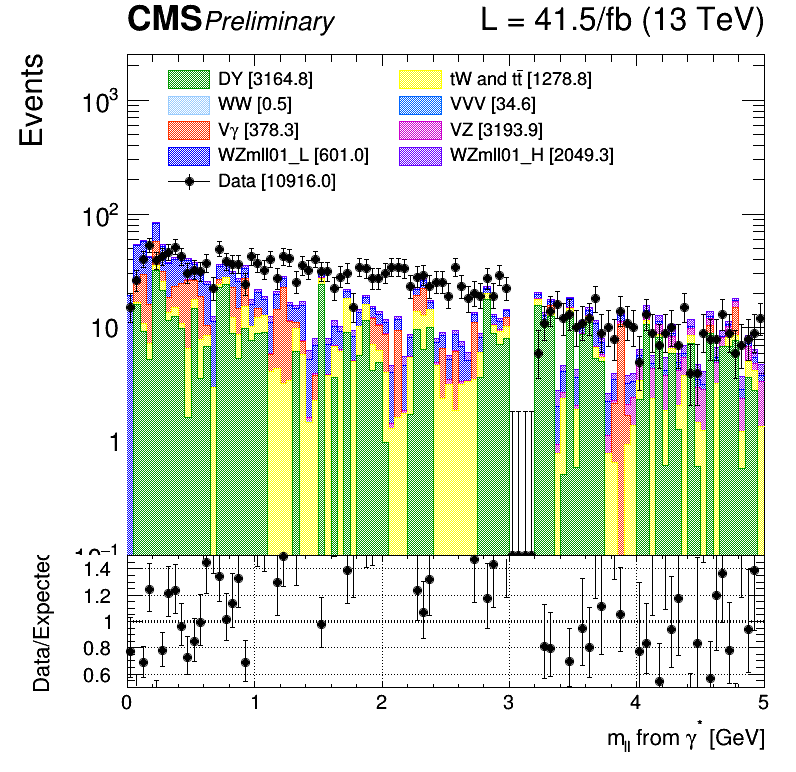 CMS Preliminary L = 41.5/fb (13 TeV)
Events
10³
10²
10
1
10⁻¹
DY [3164.8]
tW and tt̄ [1278.8]
WW [0.5]
VVV [34.6]
Vγ [378.3]
VZ [3193.9]
WZmll01_L [601.0]
WZmll01_H [2049.3]
Data [10916.0]
Data/Expected
1.4
1.2
1
0.8
0.6
0 1 2 3 4 5
m_ll from γ* [GeV]